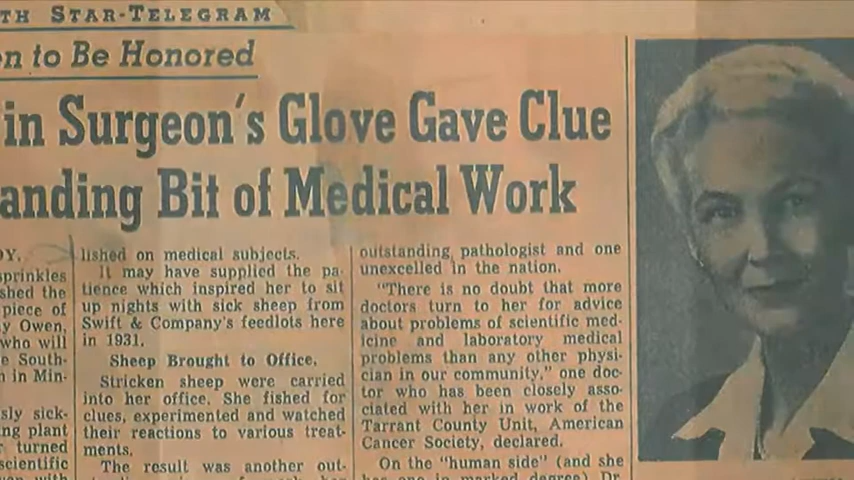 TH STAR-TELEGRAM
n to Be Honored
in Surgeon's Glove Gave Clue
anding Bit of Medical Work
OY.
sprinkles
shed the
piece of
y Owen,
who will
e South-
n in Min-
sly sick-
ng plant
turned
scientific
lished on medical subjects.
It may have supplied the pa-
tience which inspired her to sit
up nights with sick sheep from
Swift & Company's feedlots here
in 1931.
Sheep Brought to Office.
Stricken sheep were carried
into her office. She fished for
clues, experimented and watched
their reactions to various treat-
ments.
The result was another out-
outstanding pathologist and one
unexcelled in the nation.
"There is no doubt that more
doctors turn to her for advice
about problems of scientific med-
icine and laboratory medical
problems than any other physi-
cian in our community," one doc-
tor who has been closely asso-
ciated with her in work of the
Tarrant County Unit, American
Cancer Society, declared.
On the "human side" (and she
has one in marked degree) Dr.